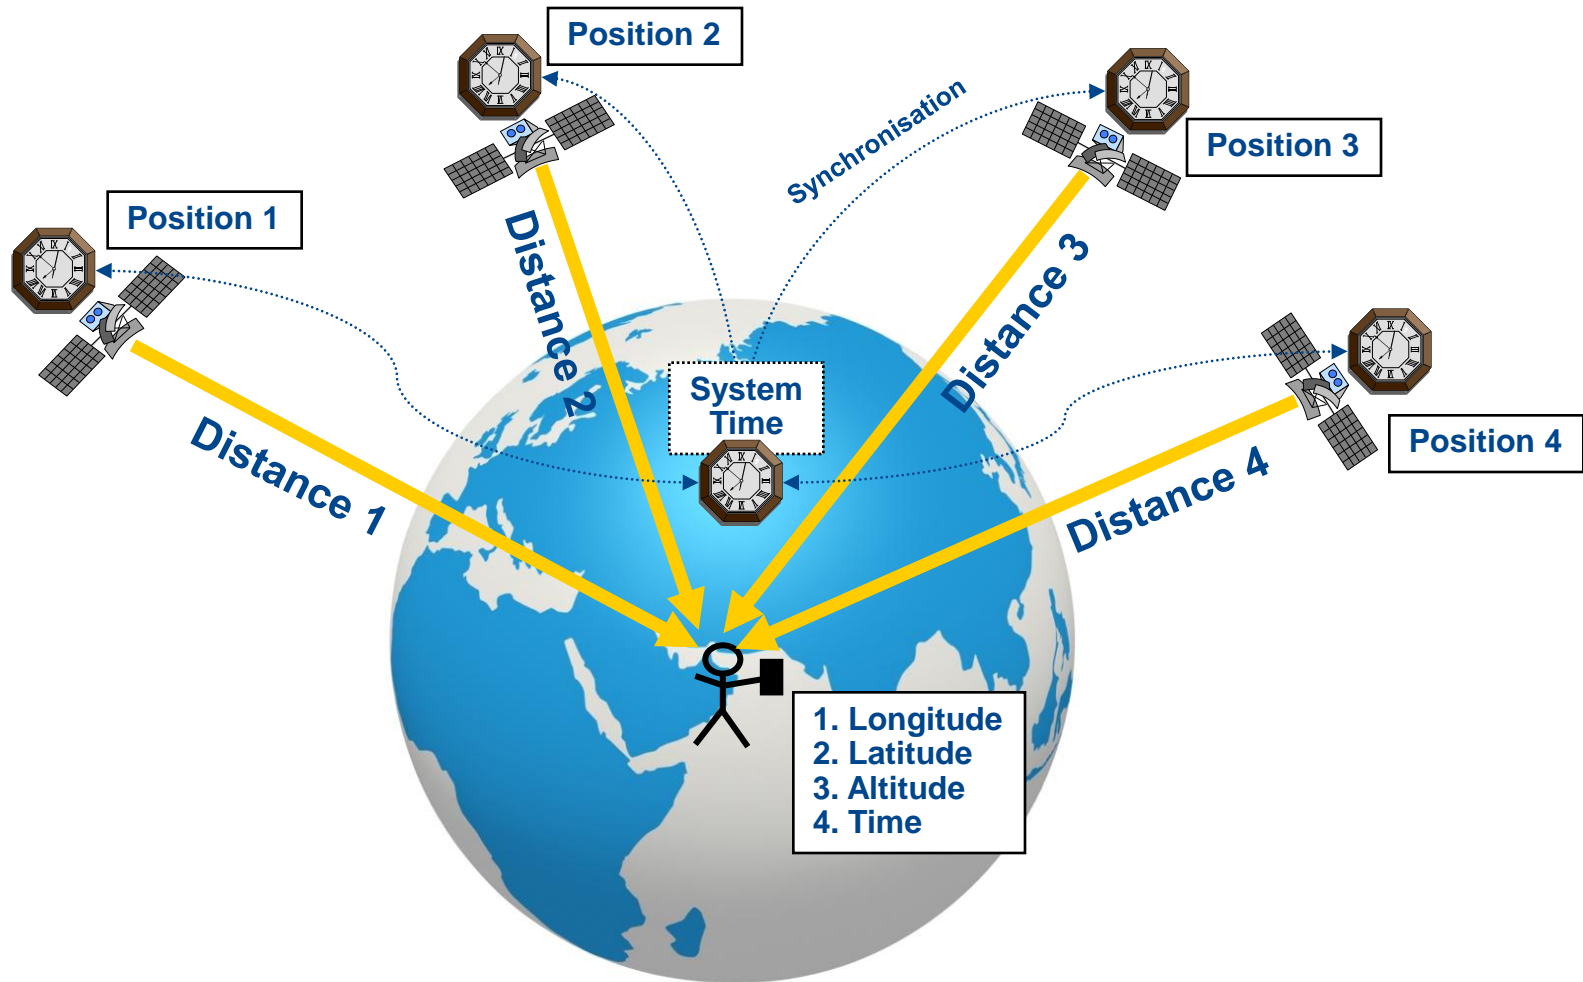 Position 2
Position 3
Position 1
Position 4
Synchronisation
Distance 1
Distance 2
Distance 3
Distance 4
System
Time
1. Longitude
2. Latitude
3. Altitude
4. Time